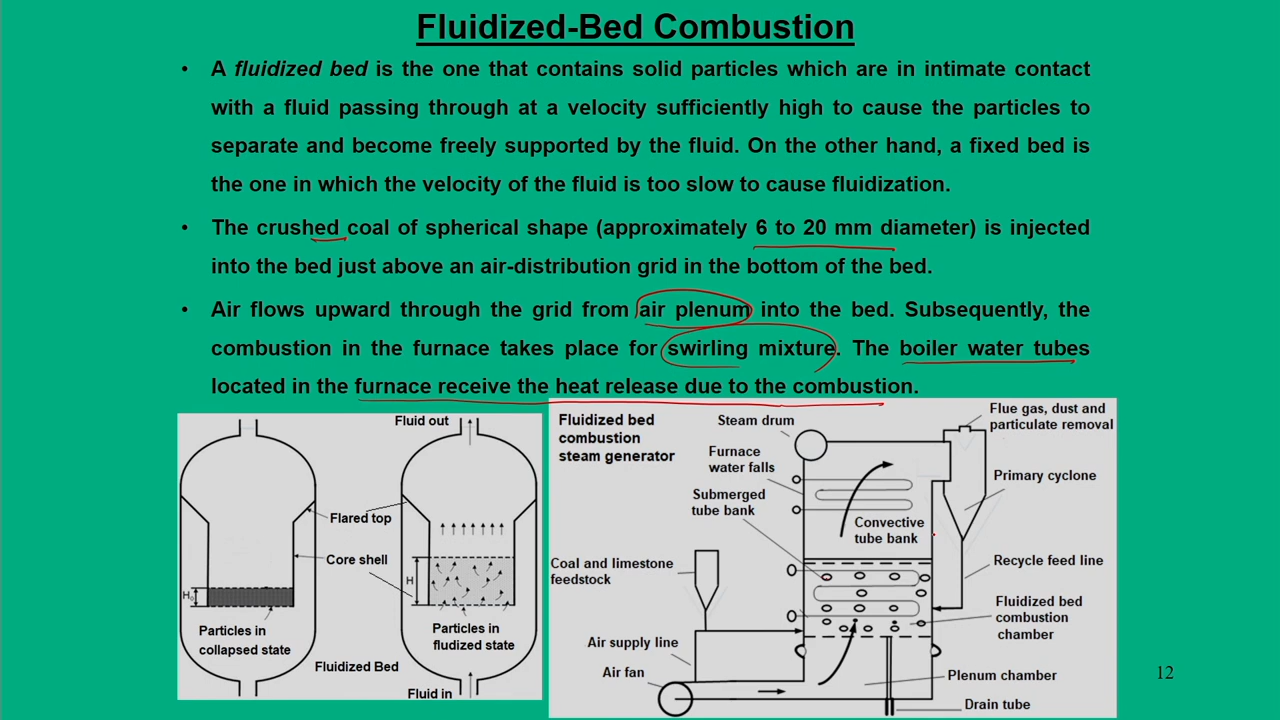 Fluidized-Bed Combustion
• A fluidized bed is the one that contains solid particles which are in intimate contact
with a fluid passing through at a velocity sufficiently high to cause the particles to
separate and become freely supported by the fluid. On the other hand, a fixed bed is
the one in which the velocity of the fluid is too slow to cause fluidization.
• The crushed coal of spherical shape (approximately 6 to 20 mm diameter) is injected
into the bed just above an air-distribution grid in the bottom of the bed.
• Air flows upward through the grid from air plenum into the bed. Subsequently, the
combustion in the furnace takes place for swirling mixture. The boiler water tubes
located in the furnace receive the heat release due to the combustion.
Fluid out
Flared top
Core shell
H₀
H
Particles in
collapsed state
Particles in
fludized state
Fluidized Bed
Fluid in
Fluidized bed
combustion
steam generator
Steam drum
Furnace
water falls
Submerged
tube bank
Coal and limestone
feedstock
Air supply line
Air fan
Convective
tube bank
Flue gas, dust and
particulate removal
Primary cyclone
Recycle feed line
Fluidized bed
combustion
chamber
Plenum chamber
Drain tube
12